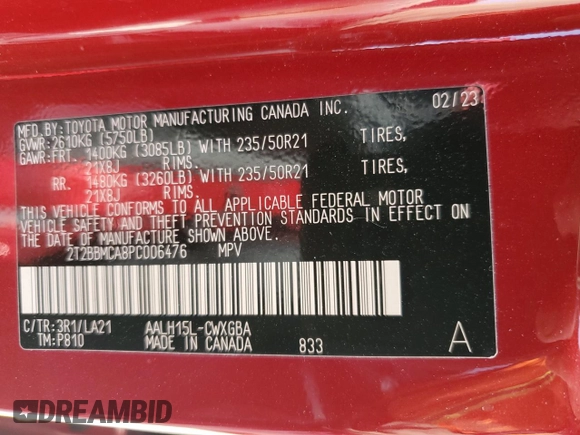 MFD. BY:TOYOTA MOTOR MANUFACTURING CANADA INC. 02/23
GVWR:2610KG (5750LB)
GAWR:FRT. 1400KG (3085LB) WITH 235/50R21 TIRES,
21X8J RIMS.
RR. 1480KG (3260LB) WITH 235/50R21 TIRES,
21X8J RIMS.
THIS VEHICLE CONFORMS TO ALL APPLICABLE FEDERAL MOTOR
VEHICLE SAFETY AND THEFT PREVENTION STANDARDS IN EFFECT ON
THE DATE OF MANUFACTURE SHOWN ABOVE.
2T2BBMCA8PC006476 MPV
C/TR:3R1/LA21 AALH15L-CWXGBA A
TM:P810 MADE IN CANADA 833
DREAMBID